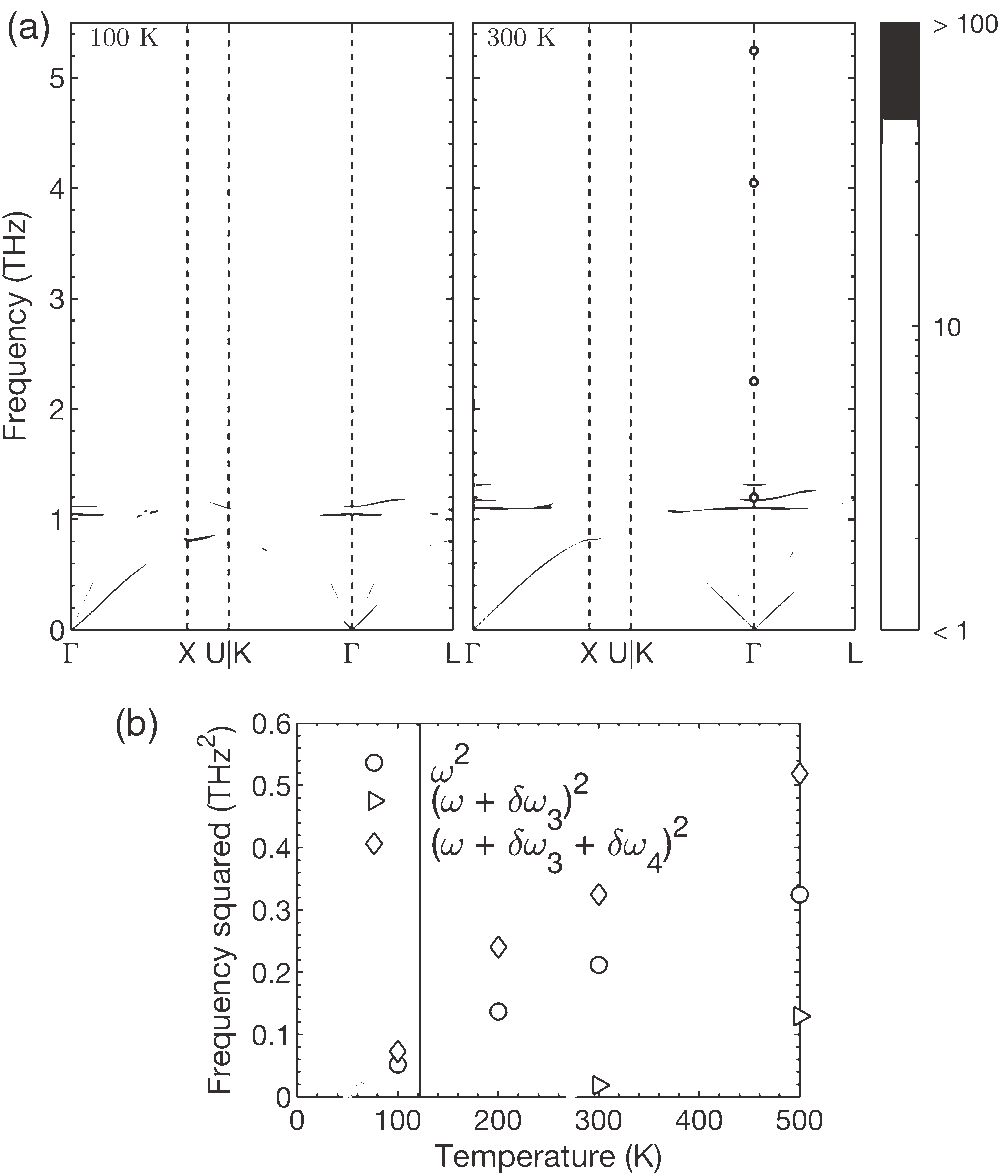 (a)
100 K
300 K
> 100
10
< 1
Frequency (THz)
5
4
3
2
1
0
Γ X U|K Γ L Γ X U|K Γ L
(b)
Frequency squared (THz²)
0.6
0.5
0.4
0.3
0.2
0.1
0
ω²
(ω + δω₃)²
(ω + δω₃ + δω₄)²
0 100 200 300 400 500
Temperature (K)